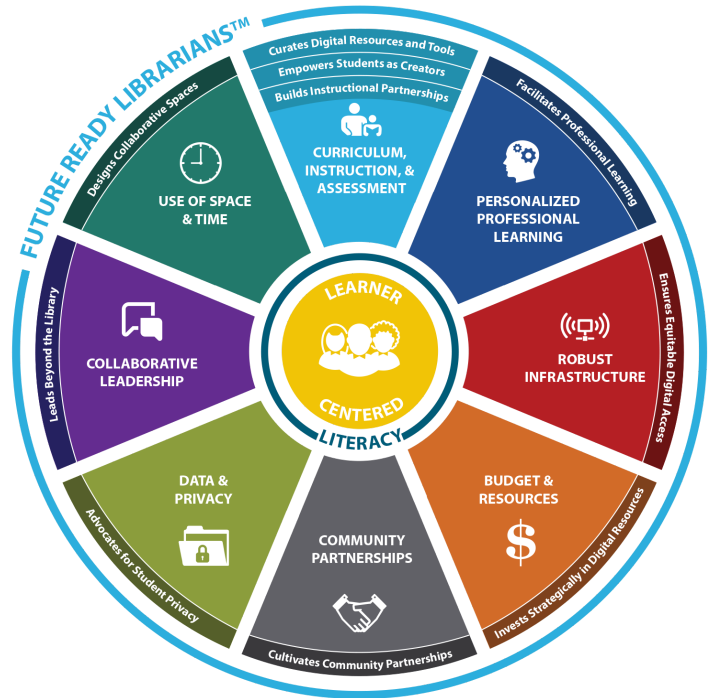 FUTURE READY LIBRARIANS™
Curates Digital Resources and Tools
Empowers Students as Creators
Builds Instructional Partnerships
CURRICULUM,
INSTRUCTION, &
ASSESSMENT
Facilitates Professional Learning
PERSONALIZED
PROFESSIONAL
LEARNING
Ensures Equitable Digital Access
ROBUST
INFRASTRUCTURE
Invests Strategically in Digital Resources
BUDGET &
RESOURCES
$
Cultivates Community Partnerships
COMMUNITY
PARTNERSHIPS
Advocates for Student Privacy
DATA &
PRIVACY
Leads Beyond the Library
COLLABORATIVE
LEADERSHIP
Designs Collaborative Spaces
USE OF SPACE
& TIME
LEARNER
CENTERED
LITERACY